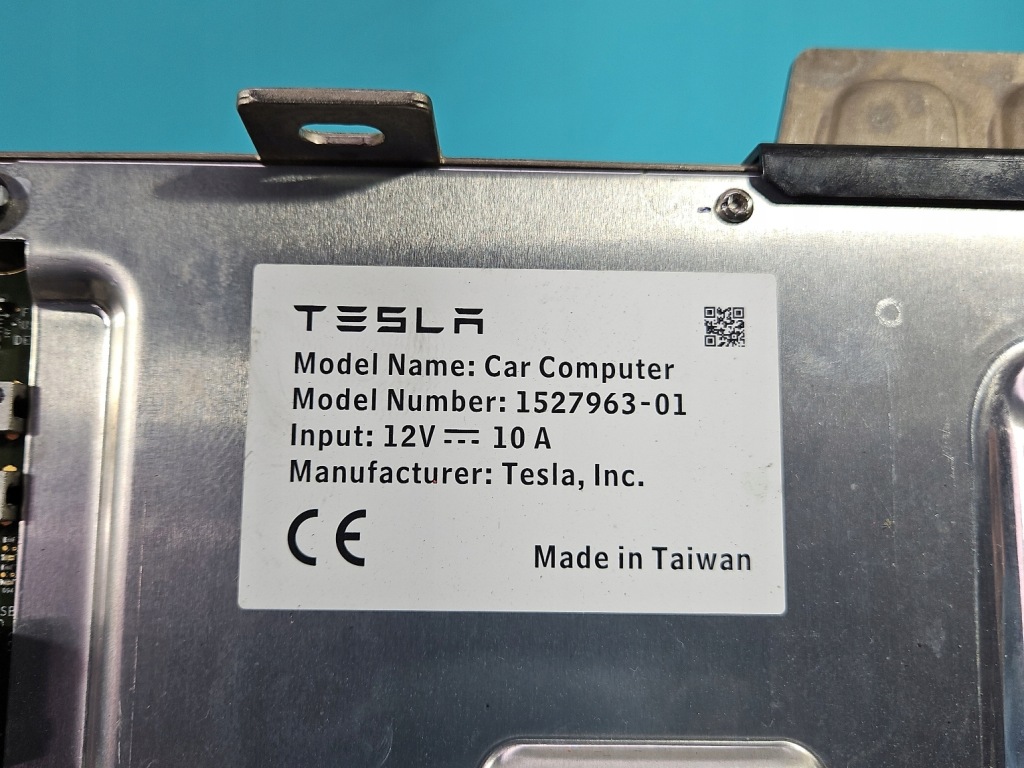 TESLA
Model Name: Car Computer
Model Number: 1527963-01
Input: 12V ⎓ 10 A
Manufacturer: Tesla, Inc.
CE
Made in Taiwan